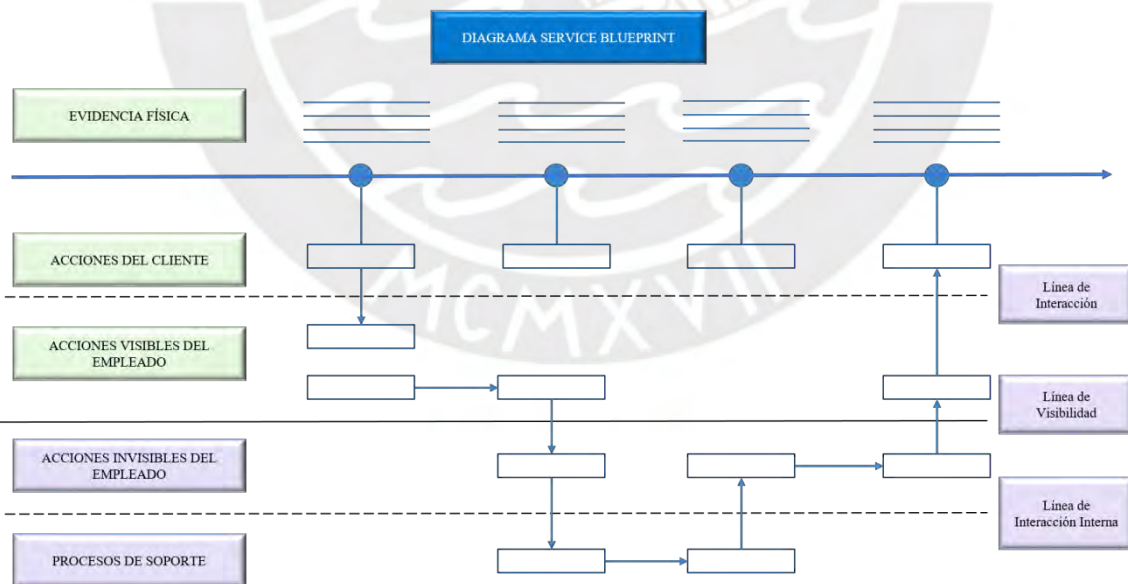 DIAGRAMA SERVICE BLUEPRINT
EVIDENCIA FÍSICA
ACCIONES DEL CLIENTE
Línea de
Interacción
ACCIONES VISIBLES DEL
EMPLEADO
Línea de
Visibilidad
ACCIONES INVISIBLES DEL
EMPLEADO
Línea de
Interacción Interna
PROCESOS DE SOPORTE
MCMXVII